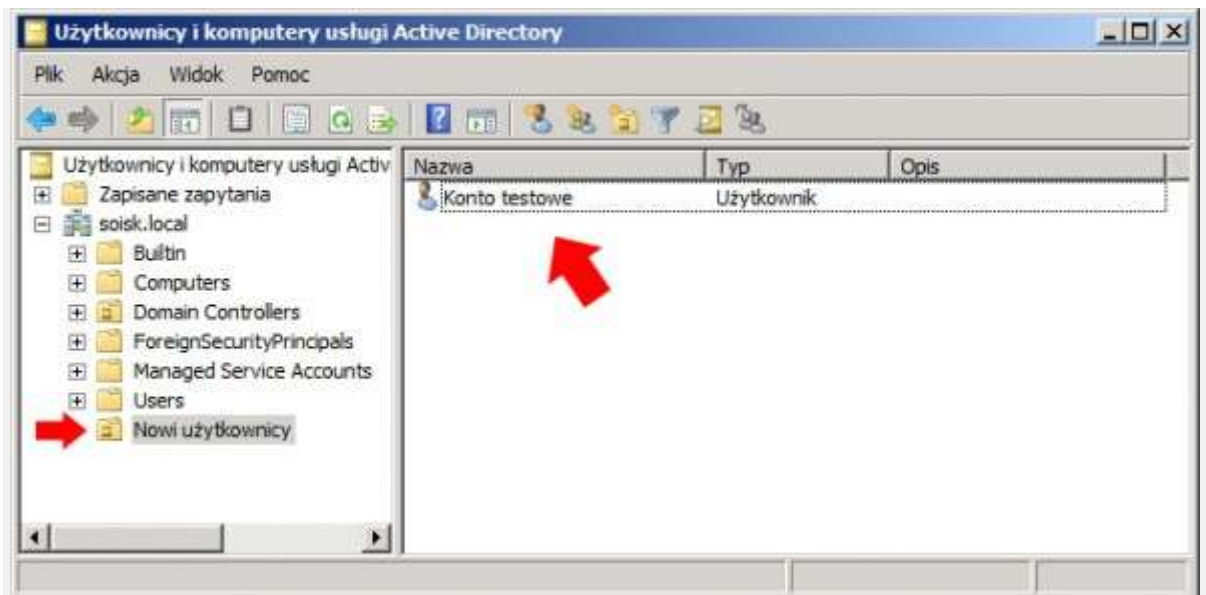 Użytkownicy i komputery usługi Active Directory
Plik Akcja Widok Pomoc
Użytkownicy i komputery usługi Activ
Zapisane zapytania
soisk.local
Builtin
Computers
Domain Controllers
ForeignSecurityPrincipals
Managed Service Accounts
Users
Nowi użytkownicy
Nazwa Typ Opis
Konto testowe Użytkownik